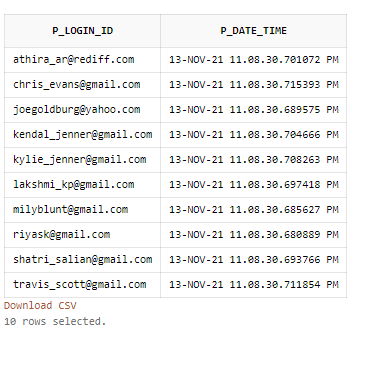 P_LOGIN_ID P_DATE_TIME
athira_ar@rediff.com 13-NOV-21 11.08.30.701072 PM
chris_evans@gmail.com 13-NOV-21 11.08.30.715393 PM
joegoldburg@yahoo.com 13-NOV-21 11.08.30.689575 PM
kendal_jenner@gmail.com 13-NOV-21 11.08.30.704666 PM
kylie_jenner@gmail.com 13-NOV-21 11.08.30.708263 PM
lakshmi_kp@gmail.com 13-NOV-21 11.08.30.697418 PM
milyblunt@gmail.com 13-NOV-21 11.08.30.685627 PM
riyask@gmail.com 13-NOV-21 11.08.30.680889 PM
shatri_salian@gmail.com 13-NOV-21 11.08.30.693766 PM
travis_scott@gmail.com 13-NOV-21 11.08.30.711854 PM
Download CSV
10 rows selected.